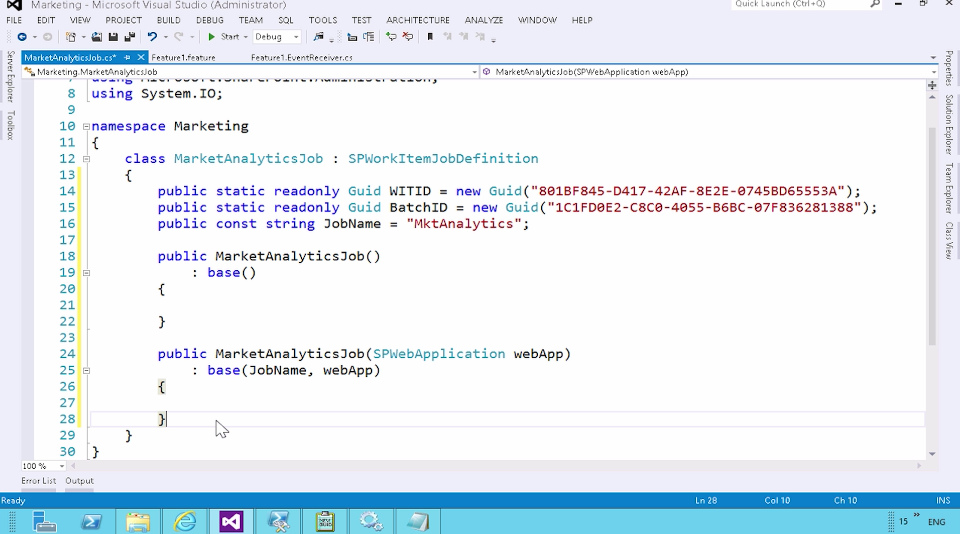 Marketing - Microsoft Visual Studio (Administrator)
Quick Launch (Ctrl+Q)
FILE EDIT VIEW PROJECT BUILD DEBUG TEAM SQL TOOLS TEST ARCHITECTURE ANALYZE WINDOW HELP
Start Debug
MarketAnalyticsJob.cs* Feature1.feature Feature1.EventReceiver.cs
Marketing.MarketAnalyticsJob MarketAnalyticsJob(SPWebApplication webApp)
Server Explorer
Toolbox
Properties
Solution Explorer
Team Explorer
Class View
7 using Microsoft.SharePoint.Administration;
8 using System.IO;
9
10 namespace Marketing
11 {
12 class MarketAnalyticsJob : SPWorkItemJobDefinition
13 {
14 public static readonly Guid WITID = new Guid("801BF845-D417-42AF-8E2E-0745BD65553A");
15 public static readonly Guid BatchID = new Guid("1C1FD0E2-C8C0-4055-B6BC-07F836281388");
16 public const string JobName = "MktAnalytics";
17
18 public MarketAnalyticsJob()
19 : base()
20 {
21
22 }
23
24 public MarketAnalyticsJob(SPWebApplication webApp)
25 : base(JobName, webApp)
26 {
27
28 }
29 }
30 }
100 %
Error List Output
Ready Ln 28 Col 10 Ch 10 INS
15 ENG